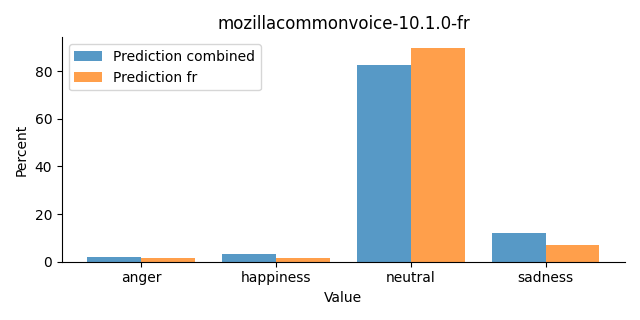 mozillacommonvoice-10.1.0-fr
Prediction combined
Prediction fr
Percent
80
60
40
20
0
anger happiness neutral sadness
Value